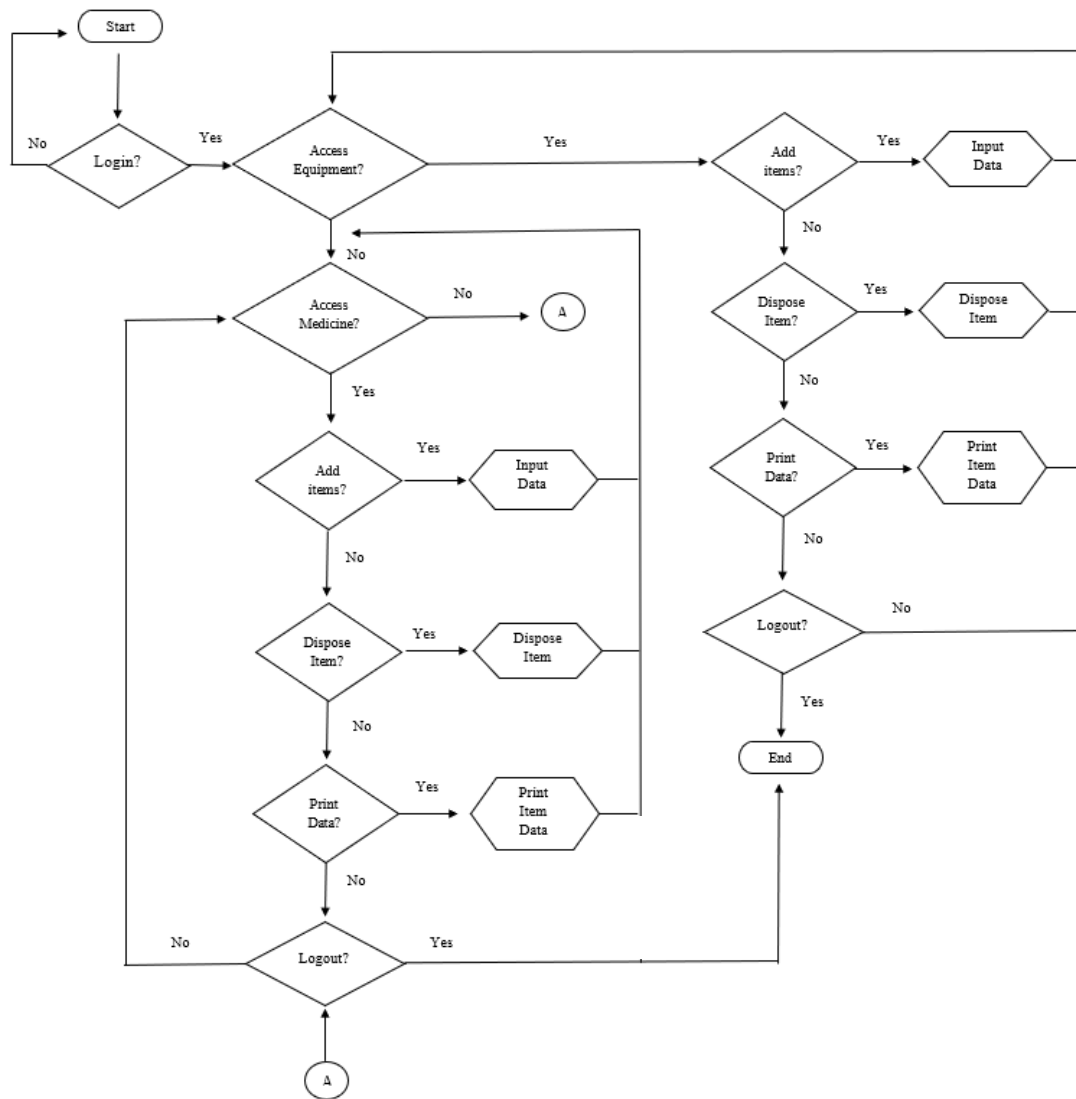 Start
No
Login?
Yes
Access
Equipment?
Yes
Add
items?
Yes
Input
Data
No
No
Access
Medicine?
No
A
Dispose
Item?
Yes
Dispose
Item
Yes
No
Add
items?
Yes
Input
Data
Print
Data?
Yes
Print
Item
Data
No
No
Logout?
No
Dispose
Item?
Yes
Dispose
Item
Yes
No
End
Print
Data?
Yes
Print
Item
Data
No
No
Logout?
Yes
A